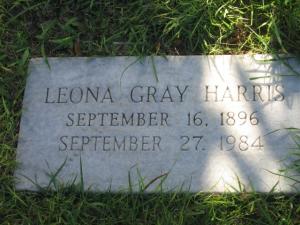 LEONA GRAY HARRIS
SEPTEMBER 16, 1896
SEPTEMBER 27, 1984